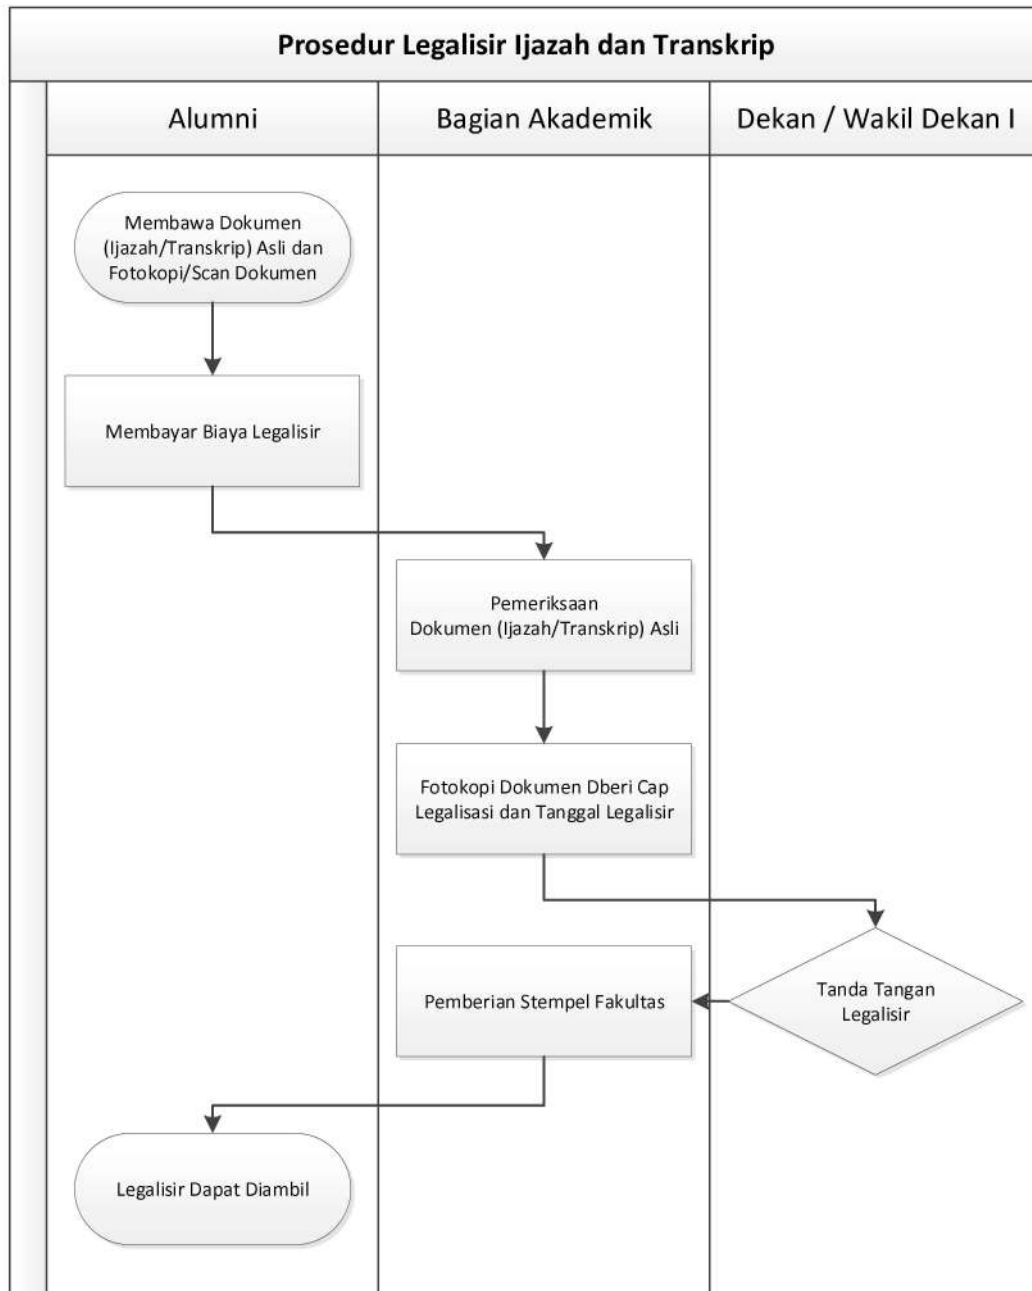 Prosedur Legalisir Ijazah dan Transkrip
Alumni
Bagian Akademik
Dekan / Wakil Dekan I
Membawa Dokumen
(Ijazah/Transkrip) Asli dan
Fotokopi/Scan Dokumen
Membayar Biaya Legalisir
Pemeriksaan
Dokumen (Ijazah/Transkrip) Asli
Fotokopi Dokumen Dberi Cap
Legalisasi dan Tanggal Legalisir
Tanda Tangan
Legalisir
Pemberian Stempel Fakultas
Legalisir Dapat Diambil